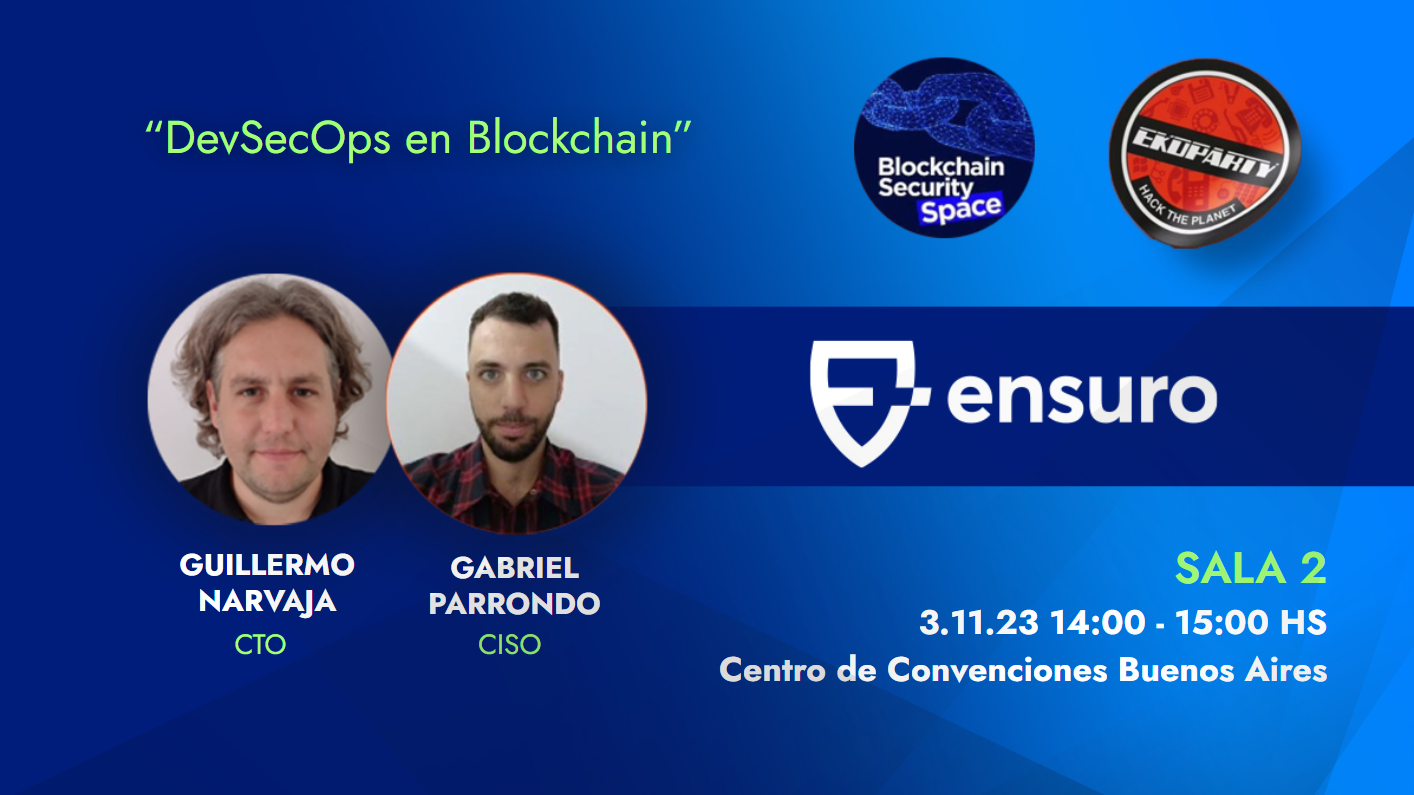 “DevSecOps en Blockchain”
Blockchain
Security
Space
EKOPARTY
HACK THE PLANET
ensuro
GUILLERMO
NARVAJA
CTO
GABRIEL
PARRONDO
CISO
SALA 2
3.11.23 14:00 - 15:00 HS
Centro de Convenciones Buenos Aires